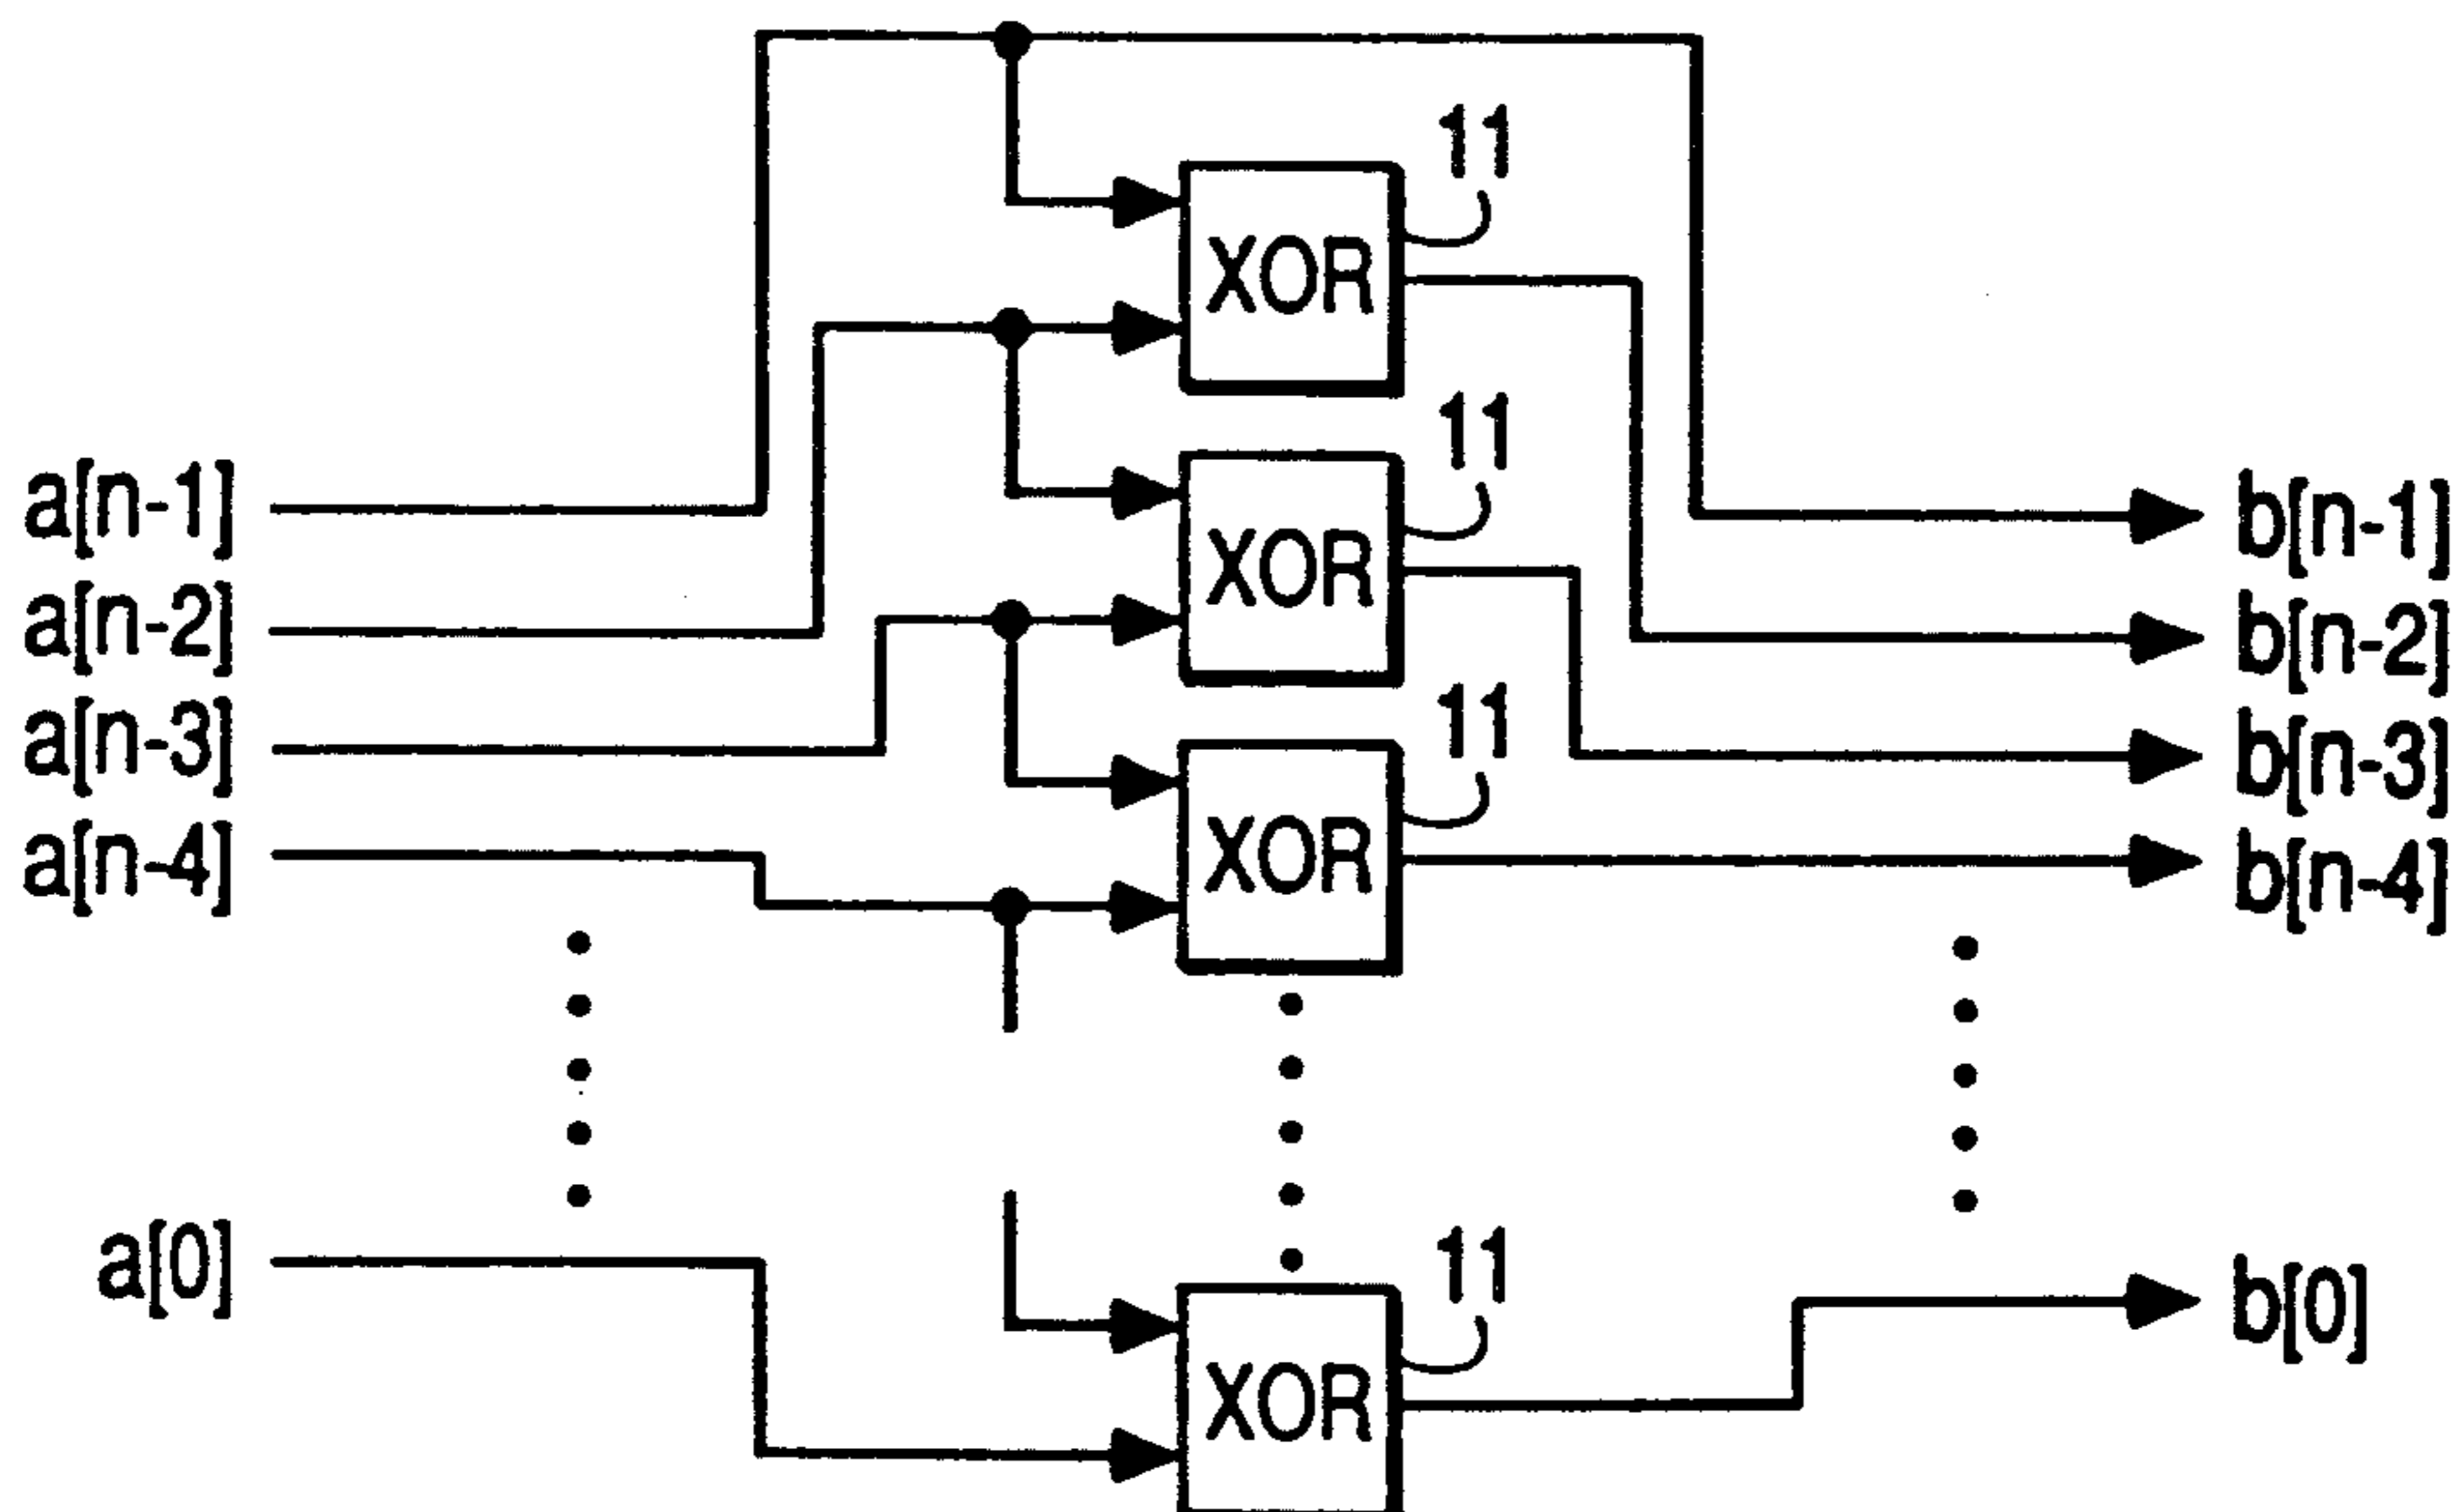 11
XOR
11
a[n-1]
b[n-1]
XOR
a[n-2]
b[n-2]
11
a[n-3]
b[n-3]
XOR
a[n-4]
b[n-4]
11
a[0]
b[0]
XOR